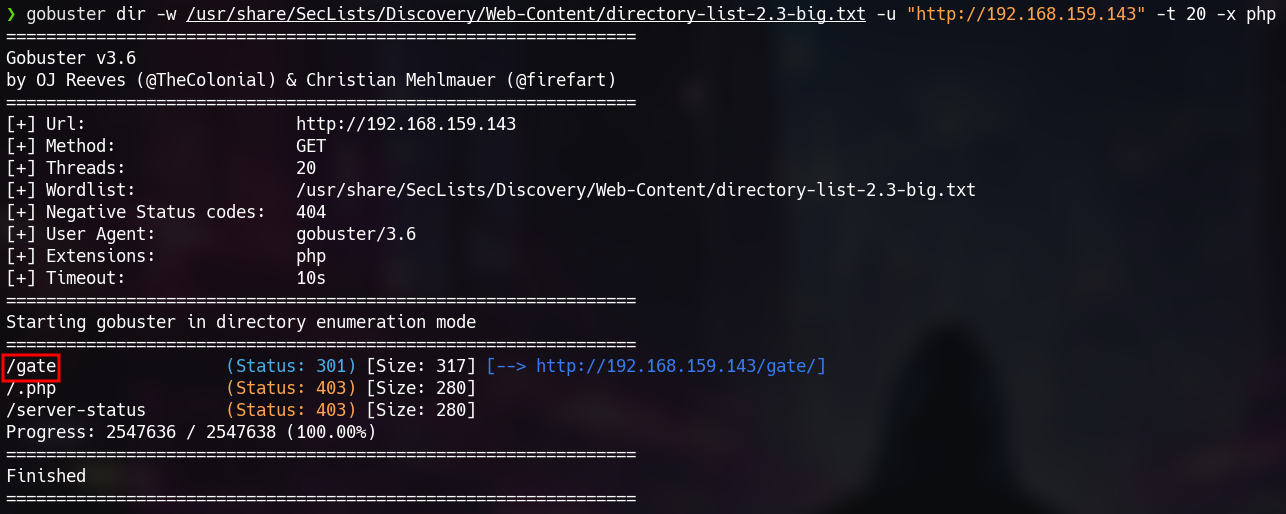 ❯ gobuster dir -w /usr/share/SecLists/Discovery/Web-Content/directory-list-2.3-big.txt -u "http://192.168.159.143" -t 20 -x php
===============================================================
Gobuster v3.6
by OJ Reeves (@TheColonial) & Christian Mehlmauer (@firefart)
===============================================================
[+] Url:                     http://192.168.159.143
[+] Method:                  GET
[+] Threads:                 20
[+] Wordlist:                /usr/share/SecLists/Discovery/Web-Content/directory-list-2.3-big.txt
[+] Negative Status codes:   404
[+] User Agent:              gobuster/3.6
[+] Extensions:              php
[+] Timeout:                 10s
===============================================================
Starting gobuster in directory enumeration mode
===============================================================
/gate                 (Status: 301) [Size: 317] [--> http://192.168.159.143/gate/]
/.php                 (Status: 403) [Size: 280]
/server-status        (Status: 403) [Size: 280]
Progress: 2547636 / 2547638 (100.00%)
===============================================================
Finished
===============================================================